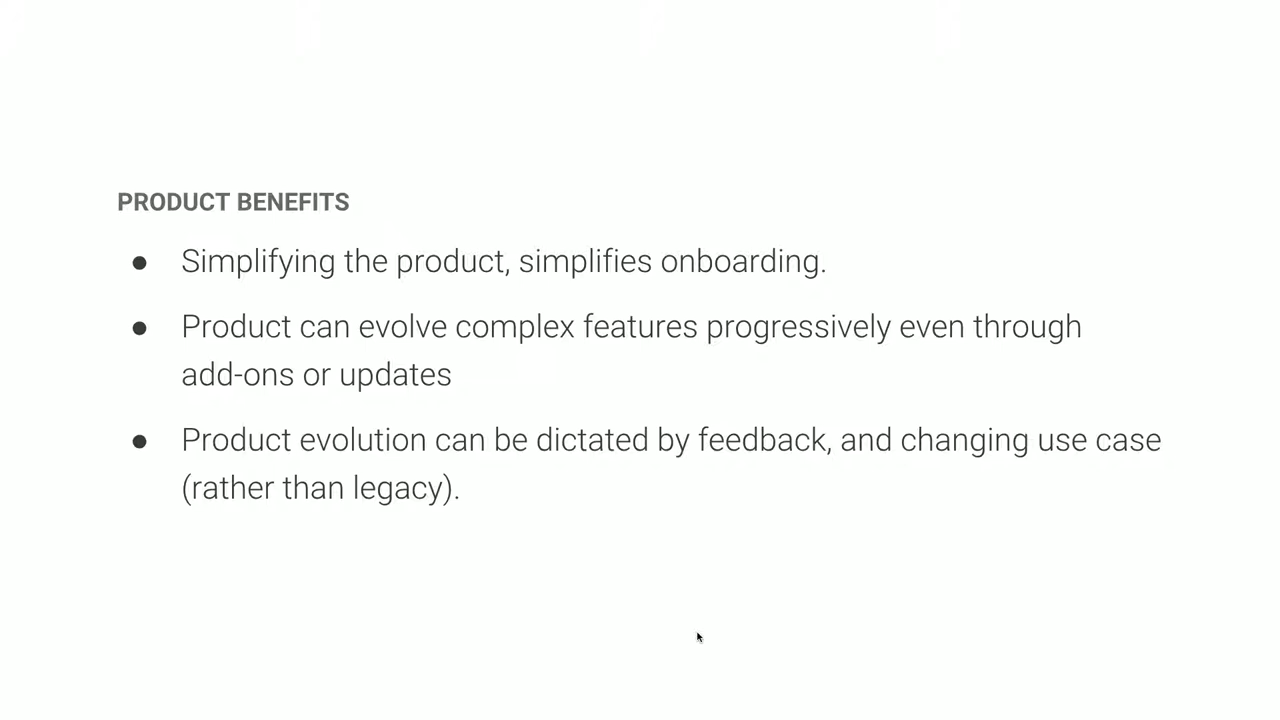 PRODUCT BENEFITS
● Simplifying the product, simplifies onboarding.
● Product can evolve complex features progressively even through
add-ons or updates
● Product evolution can be dictated by feedback, and changing use case
(rather than legacy).